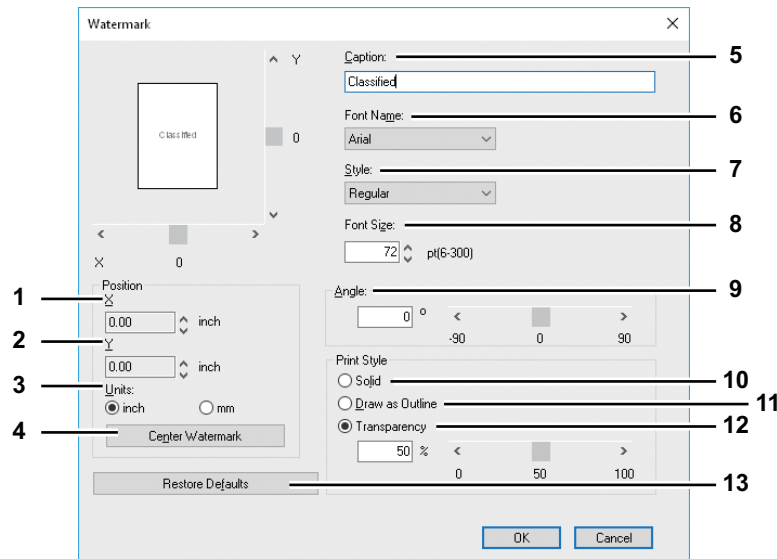 Watermark
Y
Classified
0
X 0
Position
X
0.00 inch
Y
0.00 inch
Units:
inch mm
Center Watermark
Restore Defaults
Caption:
Classified
Font Name:
Arial
Style:
Regular
Font Size:
72 pt(6-300)
Angle:
0 °
-90 0 90
Print Style
Solid
Draw as Outline
Transparency
50 %
0 50 100
OK Cancel
1
2
3
4
5
6
7
8
9
10
11
12
13